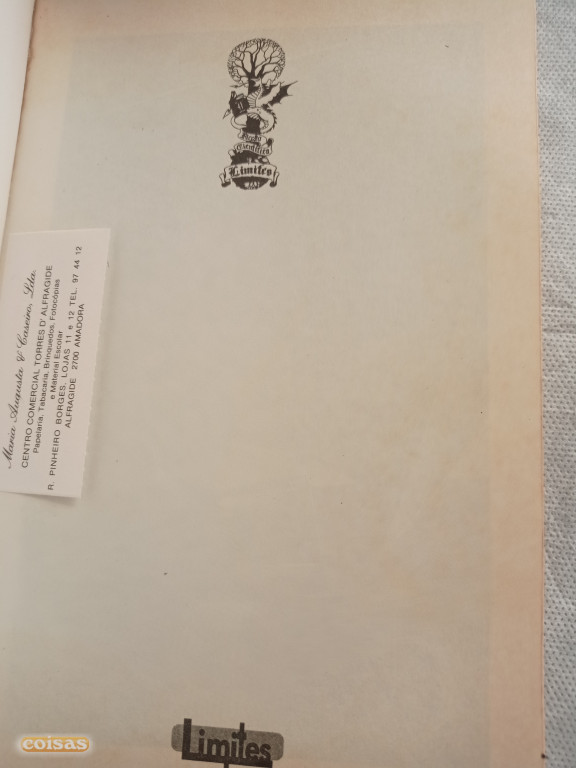 Limites
Maria Augusta & Caseiro, Lda.
CENTRO COMERCIAL TORRES D'ALFRAGIDE
Papelaria, Tabacaria, Brinquedos, Fotocópias
e Material Escolar
R. PINHEIRO BORGES, LOJAS 11 e 12 TEL. 97 44 12
ALFRAGIDE 2700 AMADORA
Limites
coisas